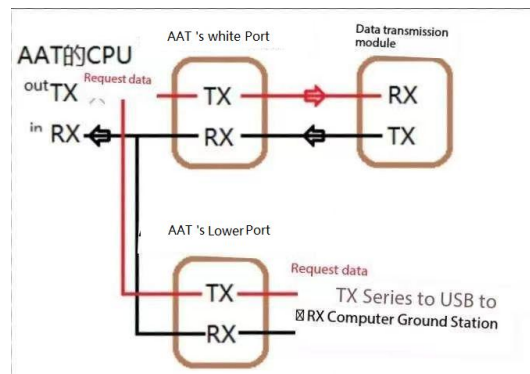 AAT 's white Port
Data transmission
module
AAT的CPU
out TX Request data
TX
RX
in RX
RX
TX
AAT 's Lower Port
Request data
TX
TX Series to USB to
RX Computer Ground Station
RX